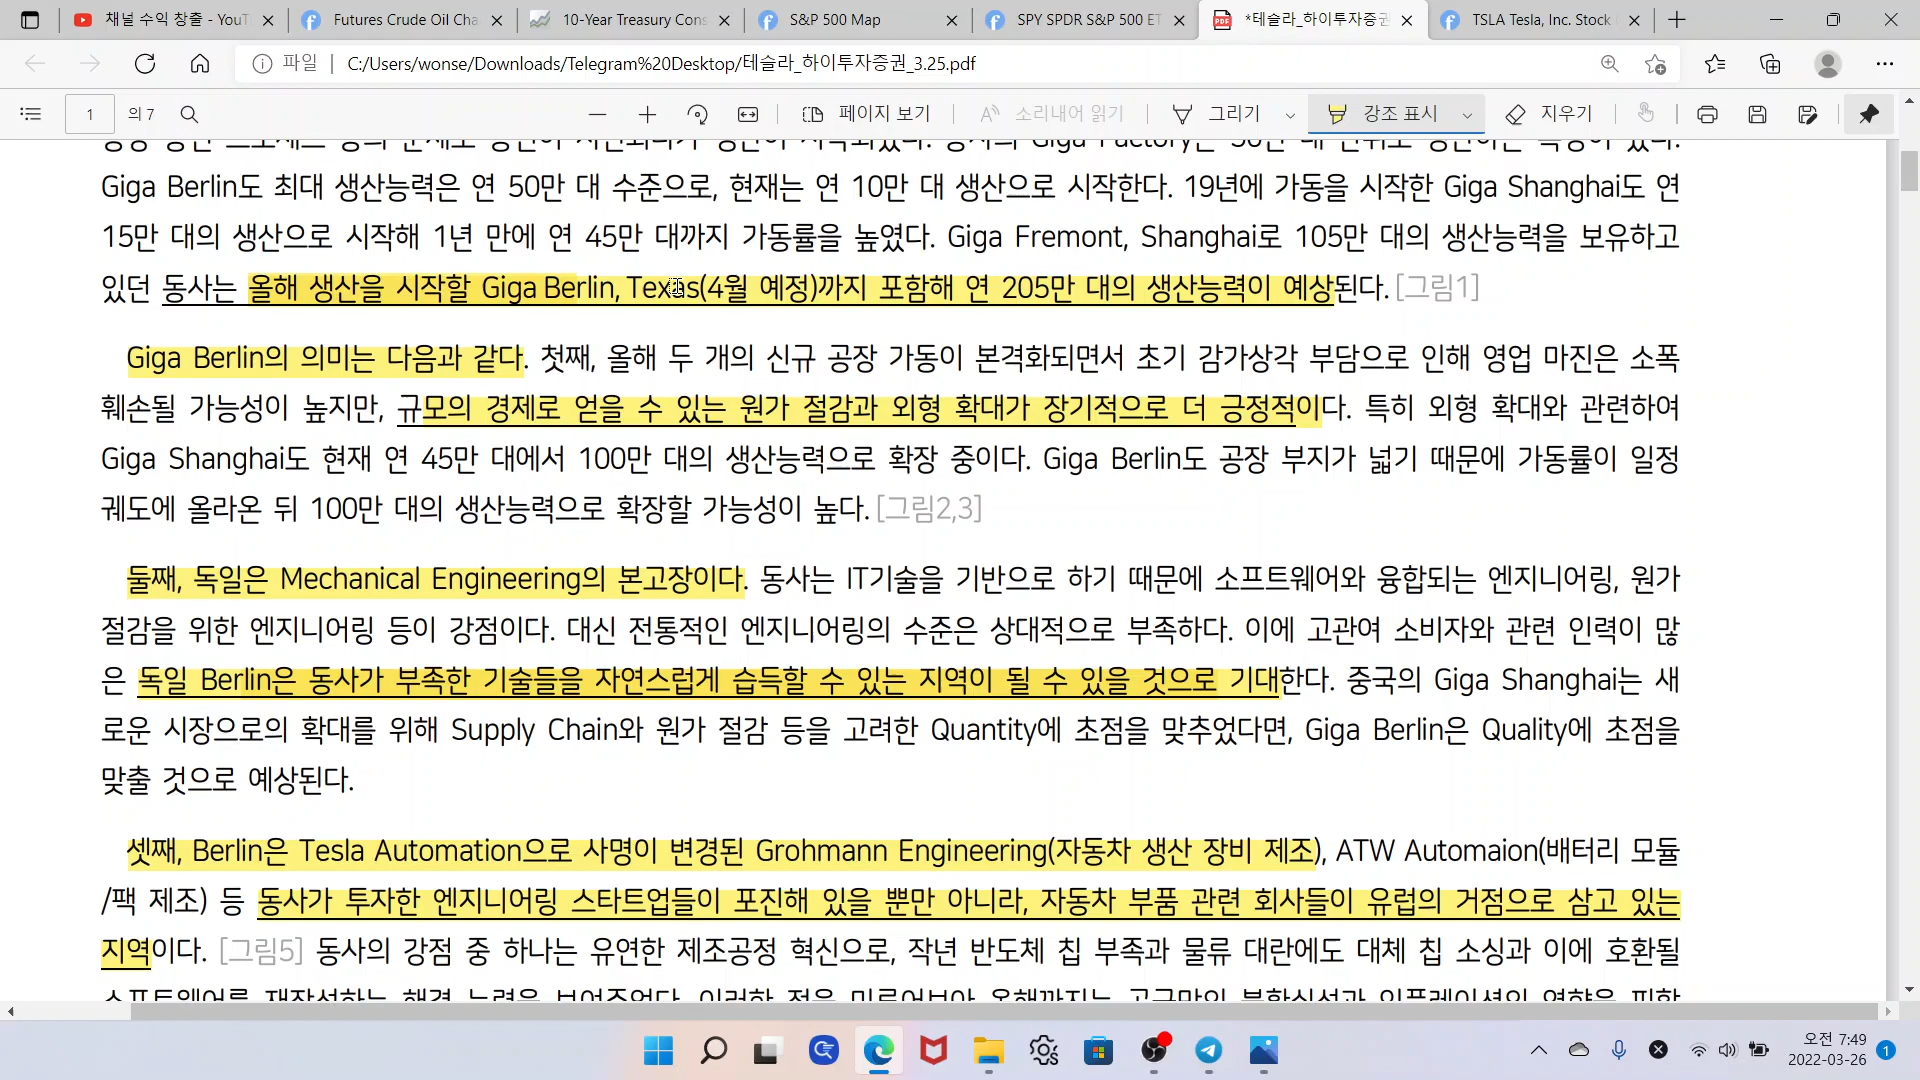 채널 수익 창출 - YouT
Futures Crude Oil Cha
10-Year Treasury Cons
S&P 500 Map
SPY SPDR S&P 500 ET
*테슬라_하이투자증권
TSLA Tesla, Inc. Stock
파일
C:/Users/wonse/Downloads/Telegram%20Desktop/테슬라_하이투자증권_3.25.pdf
1 의 7
페이지 보기
소리내어 읽기
그리기
강조 표시
지우기
Giga Berlin도 최대 생산능력은 연 50만 대 수준으로, 현재는 연 10만 대 생산으로 시작한다. 19년에 가동을 시작한 Giga Shanghai도 연
15만 대의 생산으로 시작해 1년 만에 연 45만 대까지 가동률을 높였다. Giga Fremont, Shanghai로 105만 대의 생산능력을 보유하고
있던 동사는 올해 생산을 시작할 Giga Berlin, Texas(4월 예정)까지 포함해 연 205만 대의 생산능력이 예상된다. [그림1]
Giga Berlin의 의미는 다음과 같다. 첫째, 올해 두 개의 신규 공장 가동이 본격화되면서 초기 감가상각 부담으로 인해 영업 마진은 소폭
훼손될 가능성이 높지만, 규모의 경제로 얻을 수 있는 원가 절감과 외형 확대가 장기적으로 더 긍정적이다. 특히 외형 확대와 관련하여
Giga Shanghai도 현재 연 45만 대에서 100만 대의 생산능력으로 확장 중이다. Giga Berlin도 공장 부지가 넓기 때문에 가동률이 일정
궤도에 올라온 뒤 100만 대의 생산능력으로 확장할 가능성이 높다. [그림2,3]
둘째, 독일은 Mechanical Engineering의 본고장이다. 동사는 IT기술을 기반으로 하기 때문에 소프트웨어와 융합되는 엔지니어링, 원가
절감을 위한 엔지니어링 등이 강점이다. 대신 전통적인 엔지니어링의 수준은 상대적으로 부족하다. 이에 고관여 소비자와 관련 인력이 많
은 독일 Berlin은 동사가 부족한 기술들을 자연스럽게 습득할 수 있는 지역이 될 수 있을 것으로 기대한다. 중국의 Giga Shanghai는 새
로운 시장으로의 확대를 위해 Supply Chain와 원가 절감 등을 고려한 Quantity에 초점을 맞추었다면, Giga Berlin은 Quality에 초점을
맞출 것으로 예상된다.
셋째, Berlin은 Tesla Automation으로 사명이 변경된 Grohmann Engineering(자동차 생산 장비 제조), ATW Automaion(배터리 모듈
/팩 제조) 등 동사가 투자한 엔지니어링 스타트업들이 포진해 있을 뿐만 아니라, 자동차 부품 관련 회사들이 유럽의 거점으로 삼고 있는
지역이다. [그림5] 동사의 강점 중 하나는 유연한 제조공정 혁신으로, 작년 반도체 칩 부족과 물류 대란에도 대체 칩 소싱과 이에 호환될
오전 7:49
2022-03-26
1